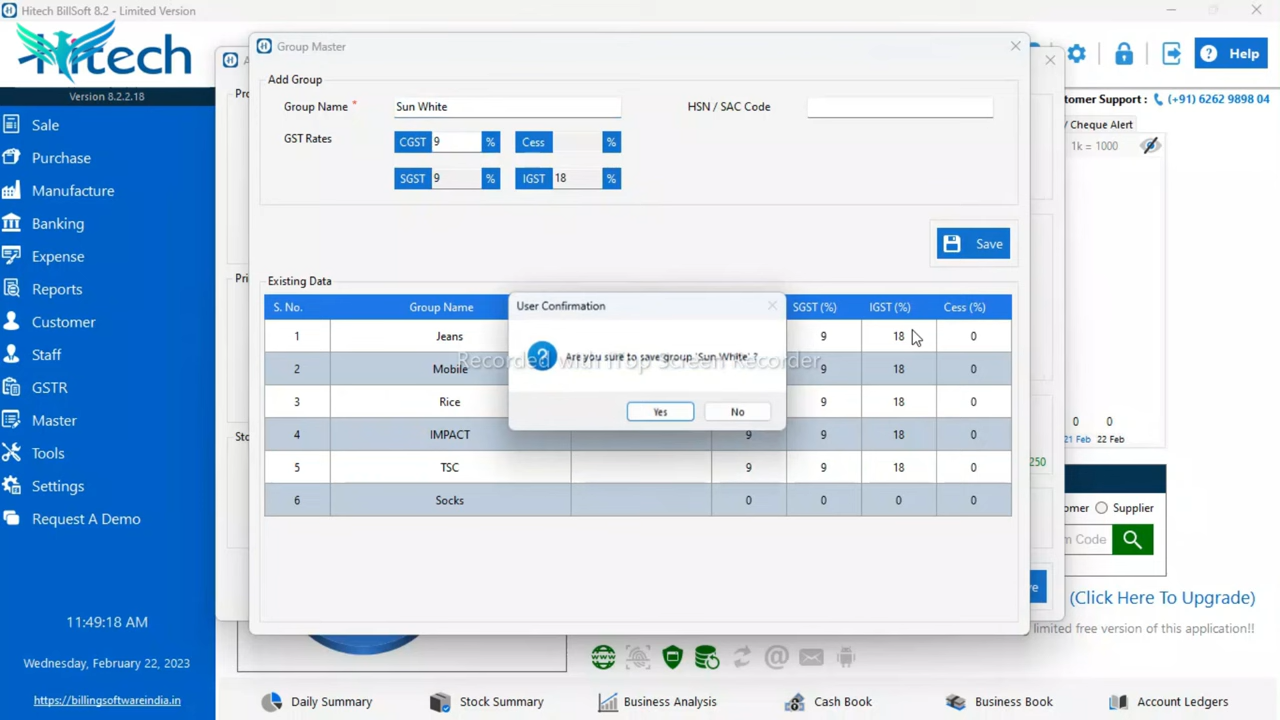 Hitech BillSoft 8.2 - Limited Version
Hitech
Version 8.2.2.18
Sale
Purchase
Manufacture
Banking
Expense
Reports
Customer
Staff
GSTR
Master
Tools
Settings
Request A Demo
11:49:18 AM
Wednesday, February 22, 2023
https://billingsoftwareindia.in
Group Master
Add Group
Group Name *
Sun White
HSN / SAC Code
GST Rates
CGST 9 %
Cess %
SGST 9 %
IGST 18 %
Save
Existing Data
S. No. Group Name SGST (%) IGST (%) Cess (%)
1 Jeans 9 18 0
2 Mobile 9 18 0
3 Rice 9 18 0
4 IMPACT 9 9 18 0
5 TSC 9 9 18 0
6 Socks 0 0 0 0
User Confirmation
Are you sure to save group 'Sun White' ?
Yes No
Recorded with iTop Screen Recorder
Help
tomer Support : (+91) 6262 9898 04
/ Cheque Alert
1k = 1000
0 0
21 Feb 22 Feb
250
omer Supplier
m Code
(Click Here To Upgrade)
limited free version of this application!!
Daily Summary
Stock Summary
Business Analysis
Cash Book
Business Book
Account Ledgers